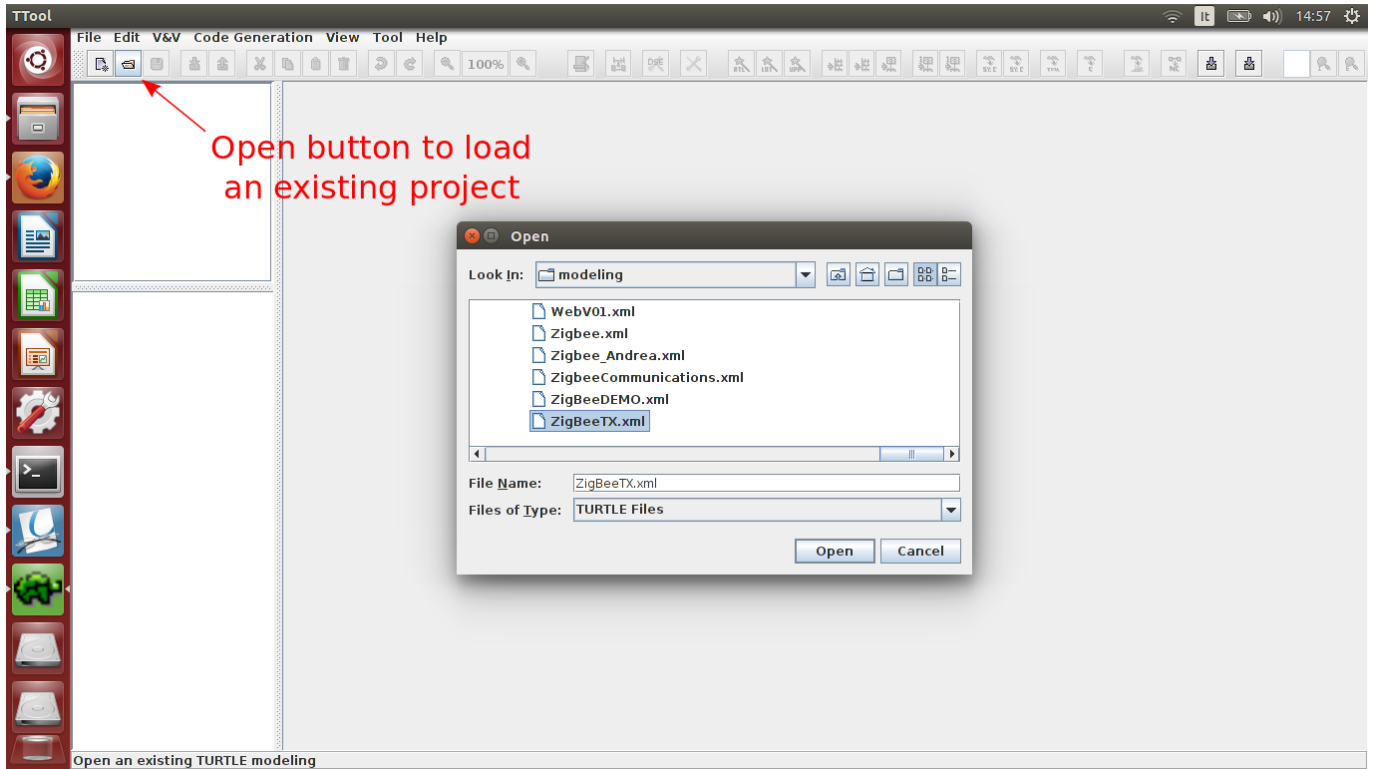 TTool
It
14:57
File Edit V&V Code Generation View Tool Help
100%
Open button to load
an existing project
Open
Look In: modeling
WebV01.xml
Zigbee.xml
Zigbee_Andrea.xml
ZigbeeCommunications.xml
ZigBeeDEMO.xml
ZigBeeTX.xml
File Name: ZigBeeTX.xml
Files of Type: TURTLE Files
Open Cancel
Open an existing TURTLE modeling